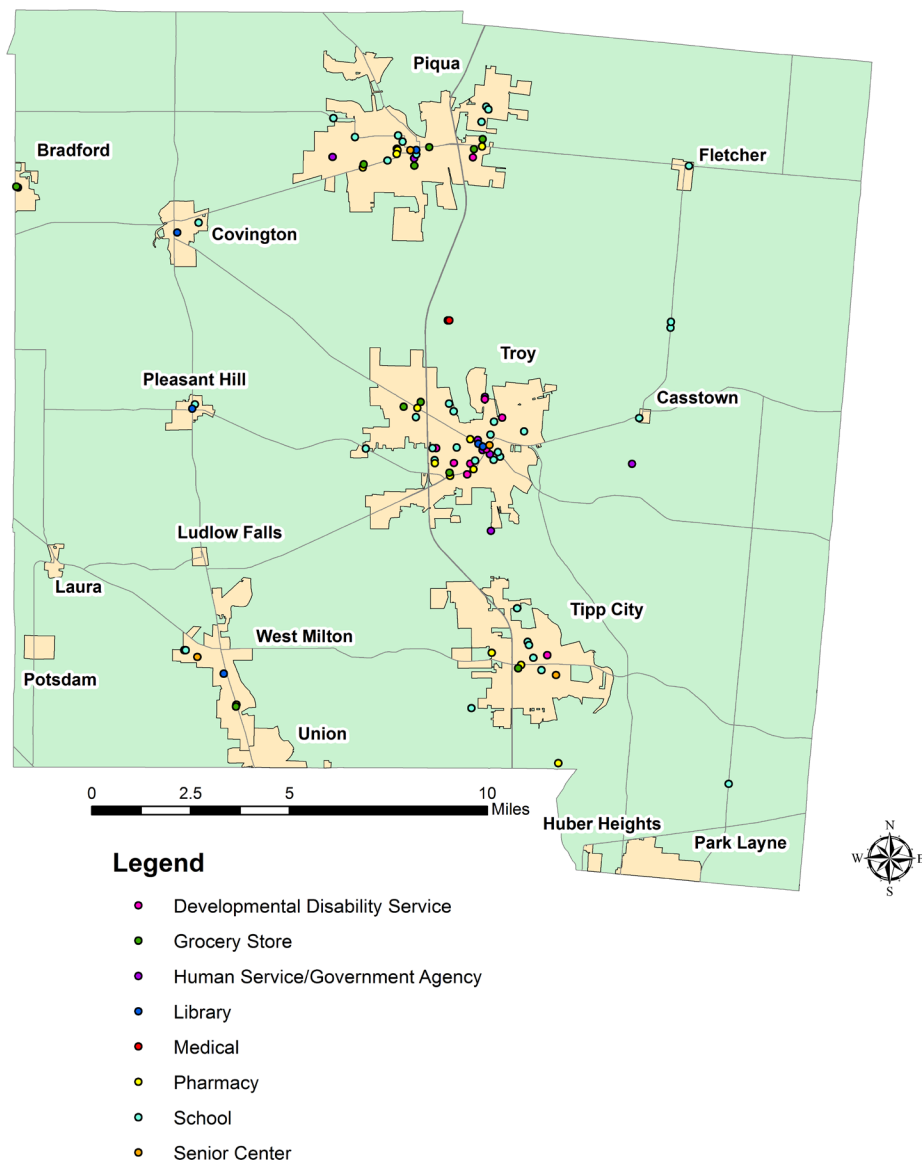 Piqua
Bradford
Fletcher
Covington
Troy
Pleasant Hill
Casstown
Ludlow Falls
Laura
Tipp City
West Milton
Potsdam
Union
0 2.5 5 10
Miles
Huber Heights
Park Layne
N
W E
S
Legend
Developmental Disability Service
Grocery Store
Human Service/Government Agency
Library
Medical
Pharmacy
School
Senior Center